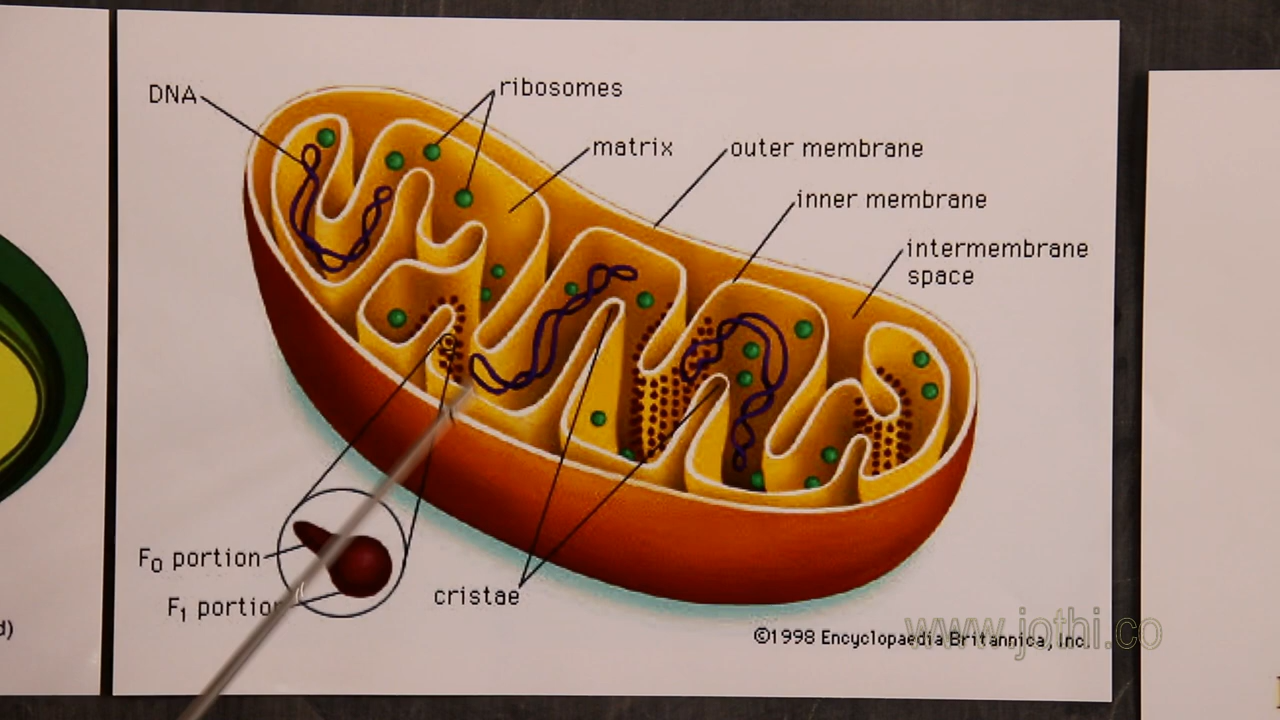 DNA
ribosomes
matrix
outer membrane
inner membrane
intermembrane
space
F0 portion
F1 portion
cristae
©1998 Encyclopaedia Britannica, Inc.
www.jothi.co
d)